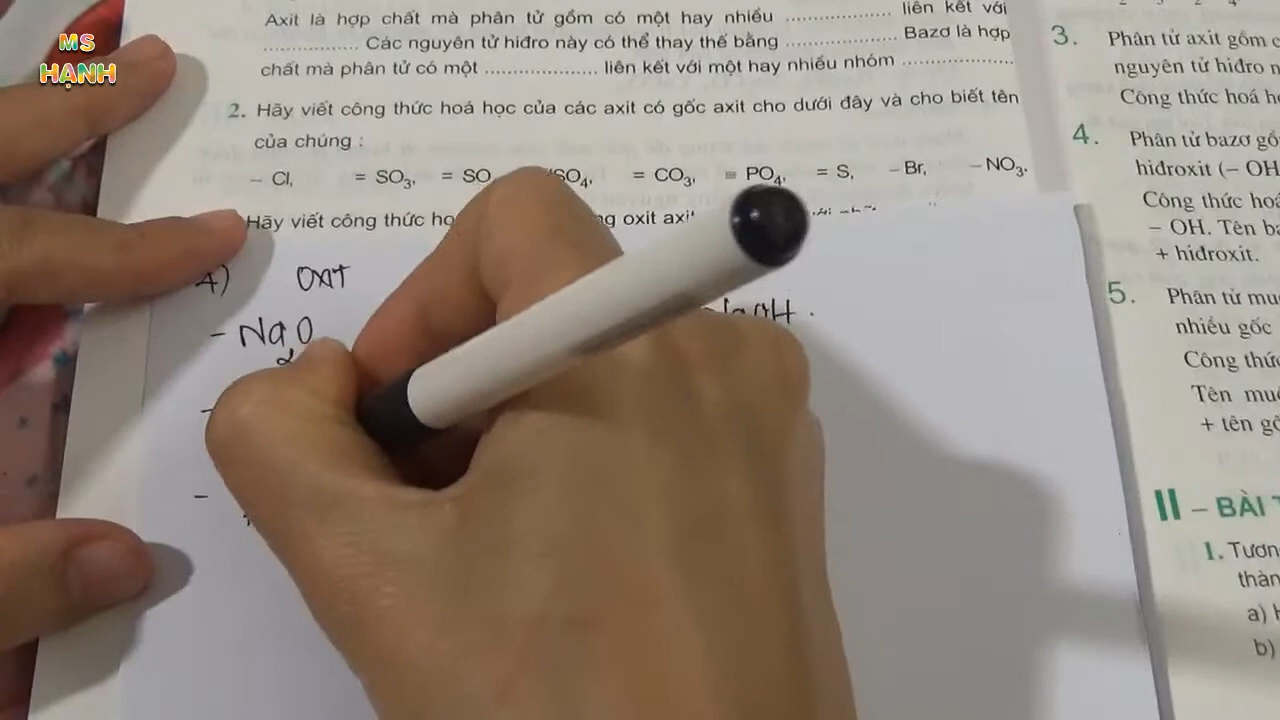 MS
HẠNH
Axit là hợp chất mà phân tử gồm có một hay nhiều .................. liên kết với
................ Các nguyên tử hiđro này có thể thay thế bằng .................. Bazơ là hợp
chất mà phân tử có một .................. liên kết với một hay nhiều nhóm ..................
2. Hãy viết công thức hoá học của các axit có gốc axit cho dưới đây và cho biết tên
của chúng :
– Cl, = SO₃, = SO SO₄, = CO₃, ≡ PO₄, = S, – Br, – NO₃.
Hãy viết công thức ho oxit axi
4) OXIT
- Na₂O NaOH.
-
-
3. Phân tử axit gồm c
nguyên tử hiđro n
Công thức hoá h
4. Phân tử bazơ gồ
hiđroxit (– OH
Công thức hoá
– OH. Tên ba
+ hiđroxit.
5. Phân tử mu
nhiều gốc
Công thức
Tên muố
+ tên gố
II – BÀI
1. Tươn
thàn
a)
b)